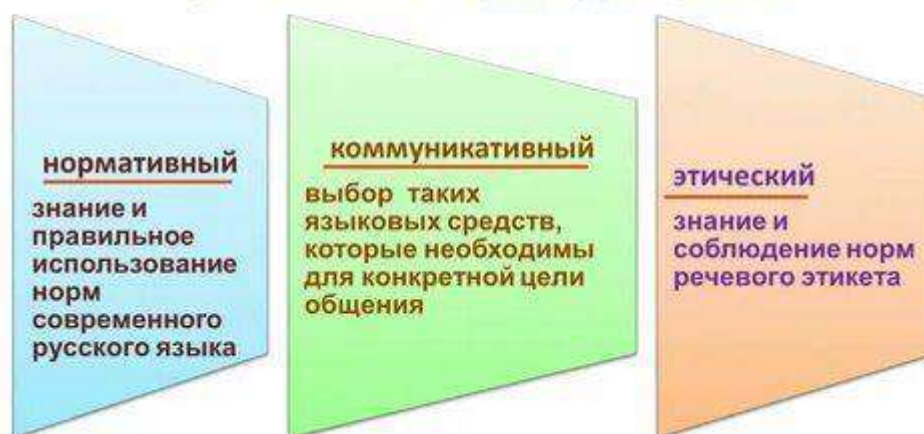 нормативный
знание и
правильное
использование
норм
современного
русского языка
коммуникативный
выбор таких
языковых средств,
которые необходимы
для конкретной цели
общения
этический
знание и
соблюдение норм
речевого этикета